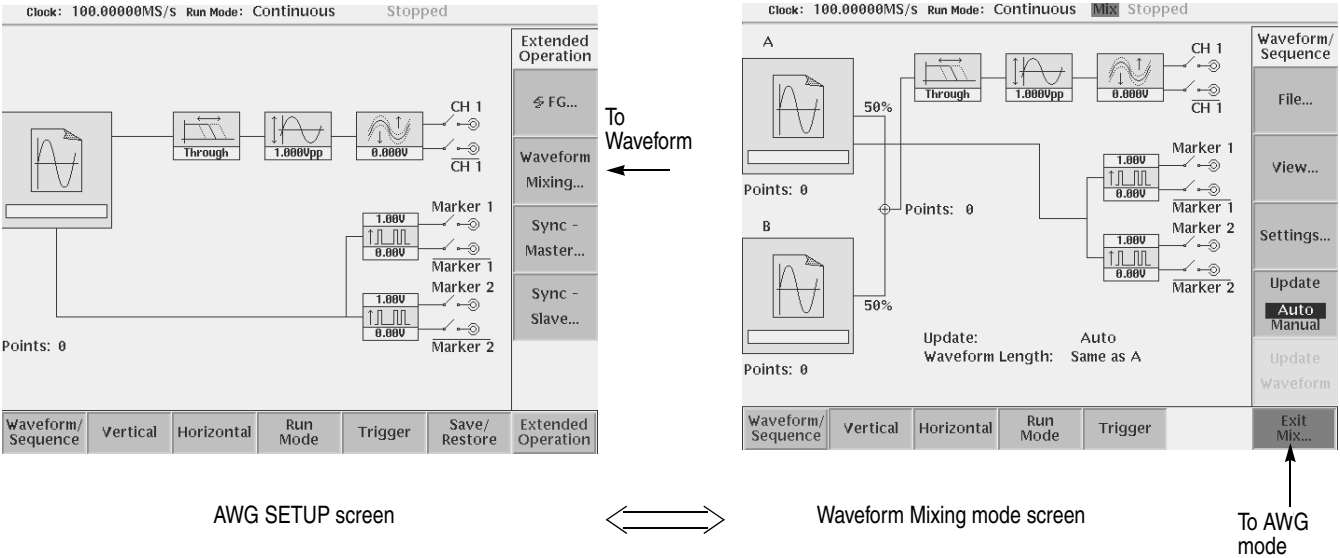 Clock: 100.00000MS/s Run Mode: Continuous Stopped
Extended
Operation
FG...
Waveform
Mixing...
Sync -
Master...
Sync -
Slave...
Through
1.000Vpp
0.000V
CH 1
CH 1
1.00V
0.00V
Marker 1
Marker 1
1.00V
0.00V
Marker 2
Marker 2
Points: 0
Waveform/
Sequence
Vertical
Horizontal
Run
Mode
Trigger
Save/
Restore
Extended
Operation
AWG SETUP screen
To
Waveform
Clock: 100.00000MS/s Run Mode: Continuous Mix Stopped
A
50%
Points: 0
B
50%
Points: 0
Points: 0
Through
1.000Vpp
0.000V
CH 1
CH 1
1.00V
0.00V
Marker 1
Marker 1
1.00V
0.00V
Marker 2
Marker 2
Update: Auto
Waveform Length: Same as A
Waveform/
Sequence
File...
View...
Settings...
Update
Auto
Manual
Update
Waveform
Waveform/
Sequence
Vertical
Horizontal
Run
Mode
Trigger
Exit
Mix...
Waveform Mixing mode screen
To AWG
mode